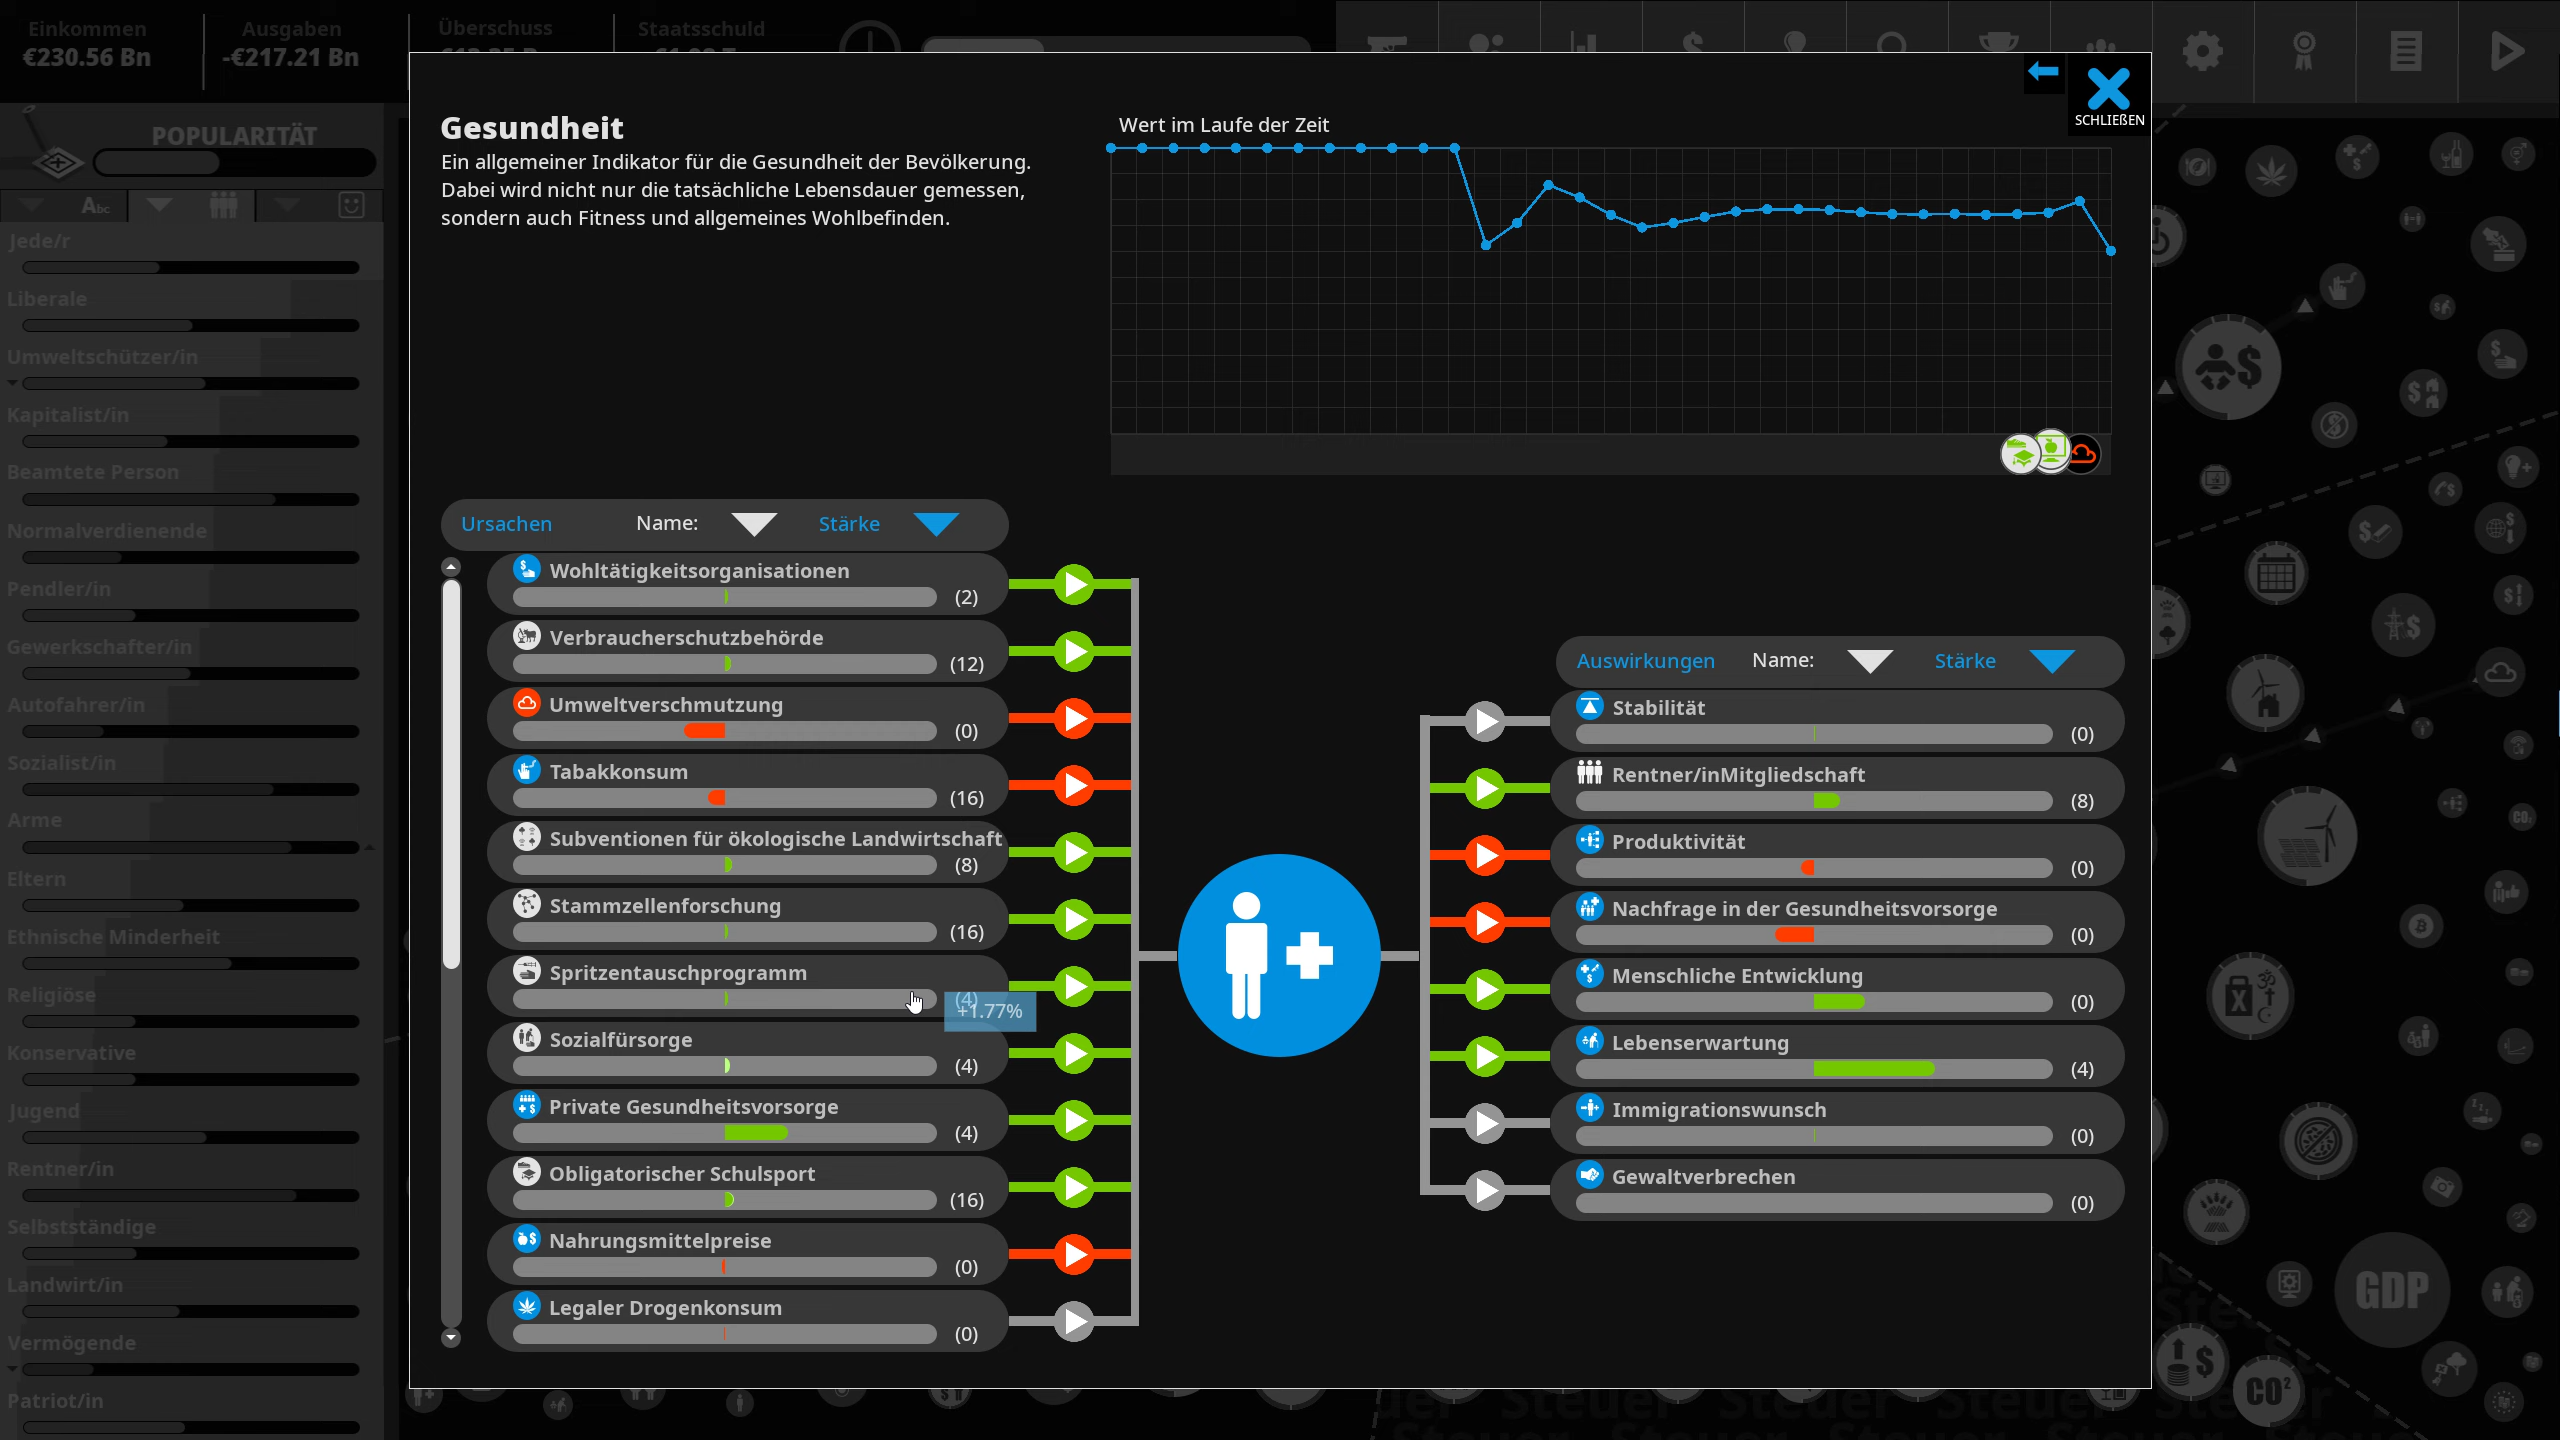 Einkommen
€230.56 Bn
Ausgaben
-€217.21 Bn
Überschuss
Staatsschuld
POPULARITÄT
Abc
Jede/r
Liberale
Umweltschützer/in
Kapitalist/in
Beamtete Person
Normalverdienende
Pendler/in
Gewerkschafter/in
Autofahrer/in
Sozialist/in
Arme
Eltern
Ethnische Minderheit
Religiöse
Konservative
Jugend
Rentner/in
Selbstständige
Landwirt/in
Vermögende
Patriot/in
SCHLIEẞEN
Gesundheit
Ein allgemeiner Indikator für die Gesundheit der Bevölkerung.
Dabei wird nicht nur die tatsächliche Lebensdauer gemessen,
sondern auch Fitness und allgemeines Wohlbefinden.
Wert im Laufe der Zeit
Ursachen Name: Stärke
Wohltätigkeitsorganisationen
(2)
Verbraucherschutzbehörde
(12)
Umweltverschmutzung
(0)
Tabakkonsum
(16)
Subventionen für ökologische Landwirtschaft
(8)
Stammzellenforschung
(16)
Spritzentauschprogramm
(4)
+1.77%
Sozialfürsorge
(4)
Private Gesundheitsvorsorge
(4)
Obligatorischer Schulsport
(16)
Nahrungsmittelpreise
(0)
Legaler Drogenkonsum
(0)
Auswirkungen Name: Stärke
Stabilität
(0)
Rentner/inMitgliedschaft
(8)
Produktivität
(0)
Nachfrage in der Gesundheitsvorsorge
(0)
Menschliche Entwicklung
(0)
Lebenserwartung
(4)
Immigrationswunsch
(0)
Gewaltverbrechen
(0)
GDP
CO²
Steuer Steuer Steuer